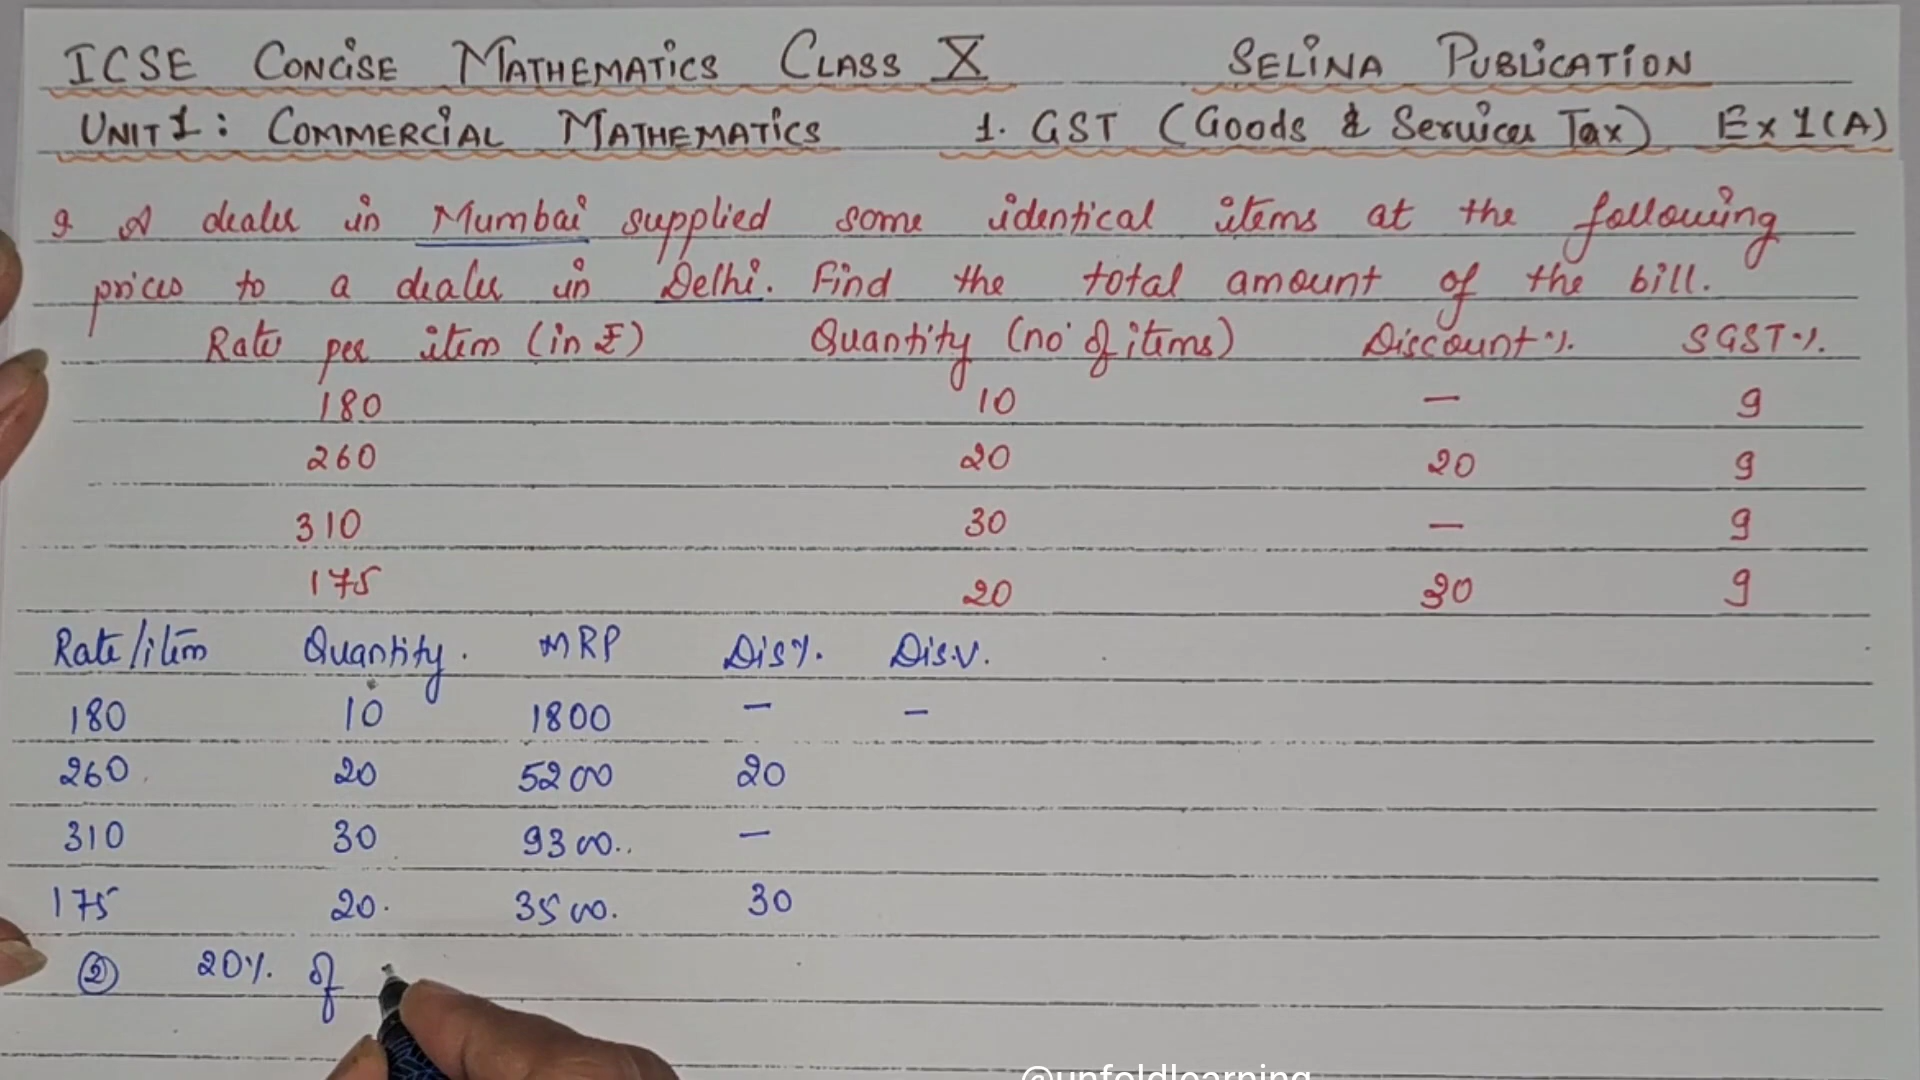 ICSE CONCISE MATHEMATICS CLASS X SELINA PUBLICATION
UNIT 1: COMMERCIAL MATHEMATICS 1. GST (Goods & Services Tax) Ex 1(A)
9 A dealer in Mumbai supplied some identical items at the following
prices to a dealer in Delhi. Find the total amount of the bill.
Rate per item (in ₹) Quantity (no of items) Discount % SGST %
180 10 — 9
260 20 20 9
310 30 — 9
175 20 30 9
Rate/item Quantity. MRP Dis %. Dis.V.
180 10 1800 — —
260 20 5200 20
310 30 9300.. —
175 20. 3500. 30
② 20% of
@unfoldlearning